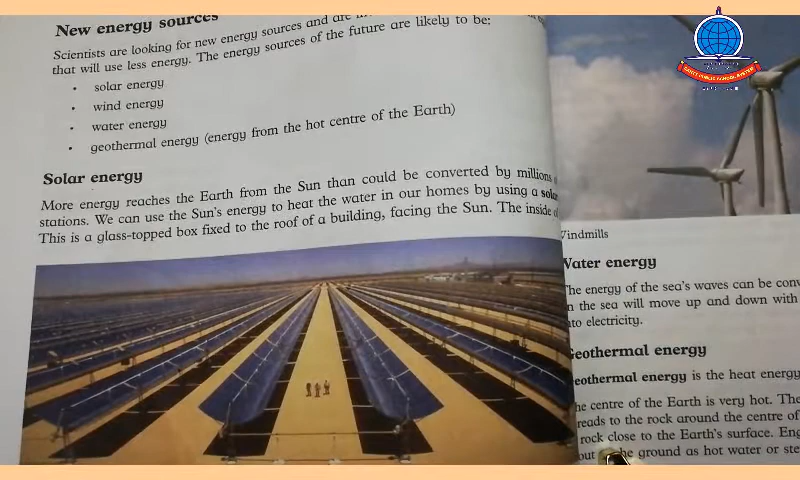 New energy sources
Scientists are looking for new energy sources and are
that will use less energy. The energy sources of the future are likely to be:
• solar energy
• wind energy
• water energy
• geothermal energy (energy from the hot centre of the Earth)
Solar energy
More energy reaches the Earth from the Sun than could be converted by millions
stations. We can use the Sun's energy to heat the water in our homes by using a solar
This is a glass-topped box fixed to the roof of a building, facing the Sun. The inside
Windmills
Water energy
The energy of the sea's waves can be
in the sea will move up and down with
into electricity.
Geothermal energy
Geothermal energy is the heat energy
The centre of the Earth is very hot. The
to the rock around the centre of
rock close to the Earth's surface.
the ground as hot water or